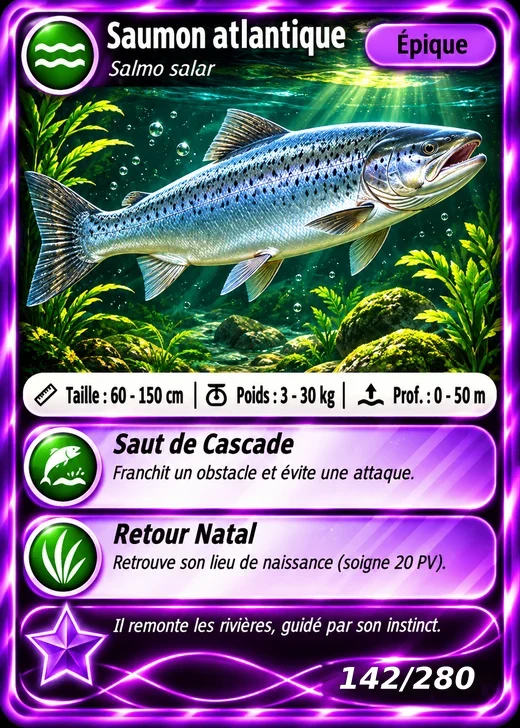 Saumon atlantique
Épique
Salmo salar
Taille : 60 - 150 cm | Poids : 3 - 30 kg | Prof. : 0 - 50 m
Saut de Cascade
Franchit un obstacle et évite une attaque.
Retour Natal
Retrouve son lieu de naissance (soigne 20 PV).
Il remonte les rivières, guidé par son instinct.
142/280